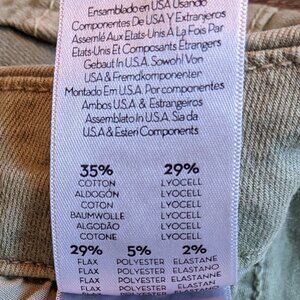 Ensamblado en USA Usando
Componentes De USA Y Extranjeros
Assemlé Aux Etats-Unis A La Fois Par
Etats-Unis Et Composants Etrangers
Gebaut In U.S.A. Sowohl Von
USA & Fremdkomponenter
Montado Em U.S.A. Por componentes
Ambos U.S.A & Estrangeiros
Assemblato In U.S.A. Sia da
U.S.A & Esteri Components
35% 29%
COTTON LYOCELL
ALDOGÓN LYOCELL
COTON LYOCELL
BAUMWOLLE LYOCELL
ALGODÃO LYOCELL
COTONE LYOCELL
29% 5% 2%
FLAX POLYESTER ELASTANE
FLAX POLYESTER ELASTANO
FLAX POLYESTER ELASTANNE
FLAX POLYESTER ELASTAN